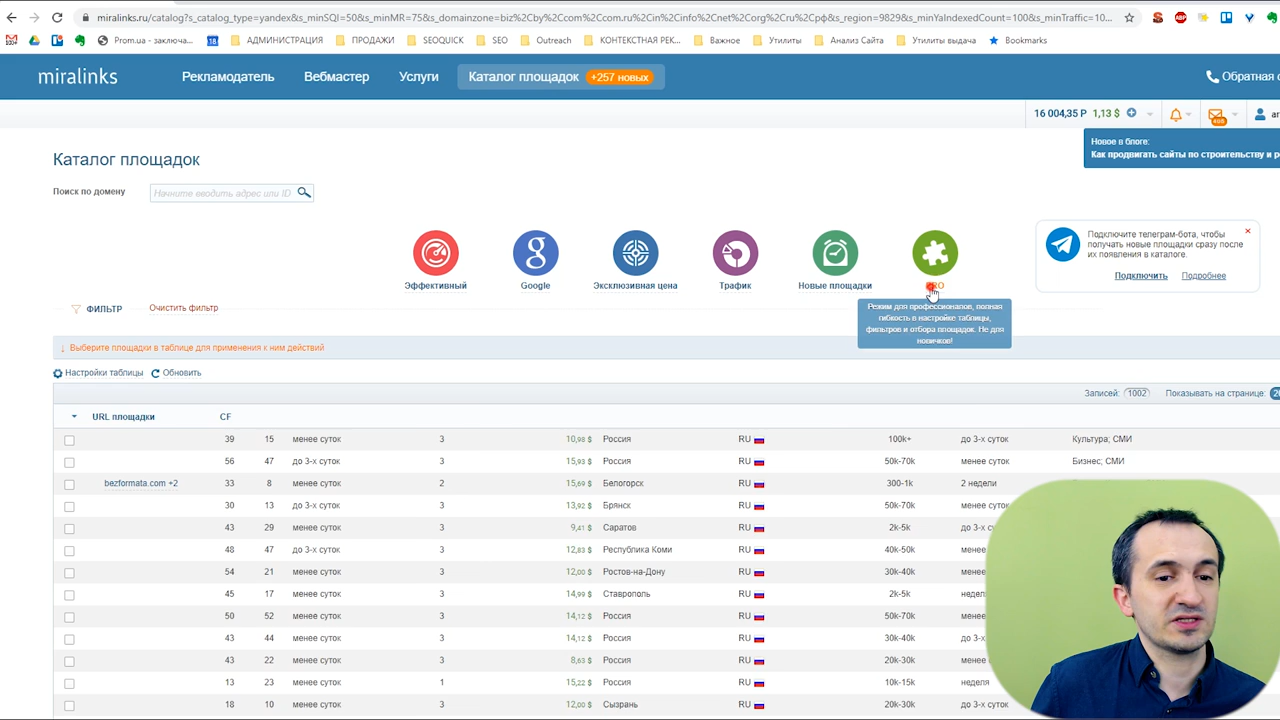 miralinks.ru/catalog?s_catalog_type=yandex&s_minSQI=50&s_minMR=75&s_domainzone=biz%2Cby%2Ccom%2Ccom.ru%2Cin%2Cinfo%2Cnet%2Corg%2Cru%2Cрф&s_region=9829&s_minYaIndexedCount=100&s_minTraffic=10...
Prom.ua - заключа...
18
АДМИНИСТРАЦИЯ
ПРОДАЖИ
SEOQUICK
SEO
Outreach
КОНТЕКСТНАЯ РЕК...
Важное
Утилиты
Анализ Сайта
Утилиты выдача
Bookmarks
miralinks
Рекламодатель
Вебмастер
Услуги
Каталог площадок +257 новых
Обратная с
16 004,35 Р 1,13 $
Новое в блоге:
Как продвигать сайты по строительству и р
Каталог площадок
Поиск по домену
Начните вводить адрес или ID
Эффективный
Google
Эксклюзивная цена
Трафик
Новые площадки
Режим для профессионалов, полная
гибкость в настройке таблицы,
фильтров и отбора площадок. Не для
новичков!
Подключите телеграм-бота, чтобы
получать новые площадки сразу после
их появления в каталоге.
Подключить Подробнее
ФИЛЬТР
Очистить фильтр
↓ Выберите площадки в таблице для применения к ним действий
Настройки таблицы
Обновить
Записей: 1002 Показывать на странице:
URL площадки CF
39 15 менее суток 3 10,98 $ Россия RU 100k+ до 3-х суток Культура; СМИ
56 47 до 3-х суток 3 15,93 $ Россия RU 50k-70k менее суток Бизнес; СМИ
bezformata.com +2 33 8 менее суток 2 15,69 $ Белогорск RU 300-1k 2 недели
30 13 до 3-х суток 3 13,92 $ Брянск RU 50k-70k менее суток
43 29 менее суток 3 9,41 $ Саратов RU 2k-5k до 3-х
48 47 до 3-х суток 3 12,83 $ Республика Коми RU 40k-50k менее
54 21 менее суток 3 12,00 $ Ростов-на-Дону RU 30k-40k менее
45 17 менее суток 3 14,99 $ Ставрополь RU 2k-5k неделя
50 52 менее суток 3 14,12 $ Россия RU 50k-70k менее
43 44 менее суток 3 14,12 $ Россия RU 30k-40k до 3-х
43 22 менее суток 3 8,63 $ Россия RU 20k-30k менее
13 23 менее суток 1 15,22 $ Россия RU 10k-15k неделя
18 10 менее суток 3 12,00 $ Сызрань RU 20k-30k до 3-х